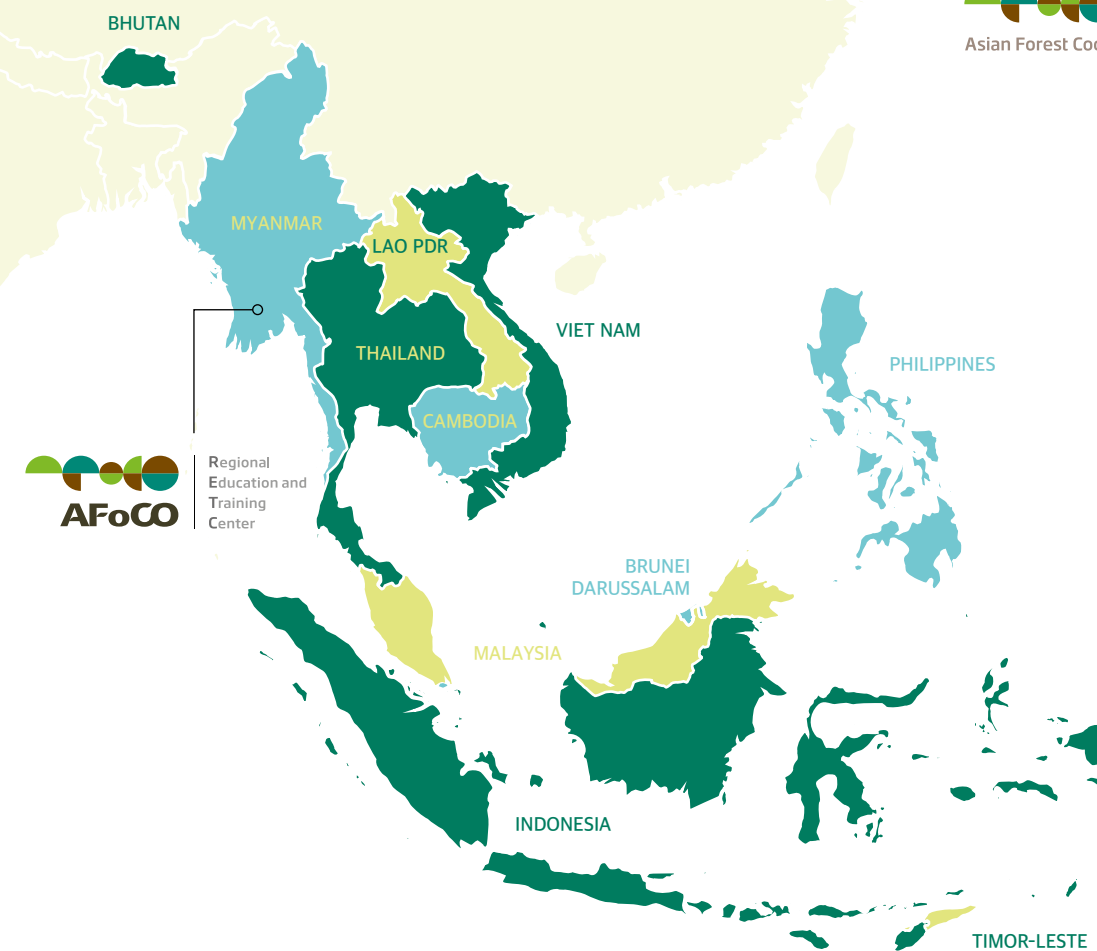 BHUTAN
Asian Forest
MYANMAR
LAO PDR
VIET NAM
THAILAND
PHILIPPINES
CAMBODIA
Regional
Education and
Training
Center
AFoCO
BRUNEI
DARUSSALAM
MALAYSIA
INDONESIA
TIMOR-LESTE